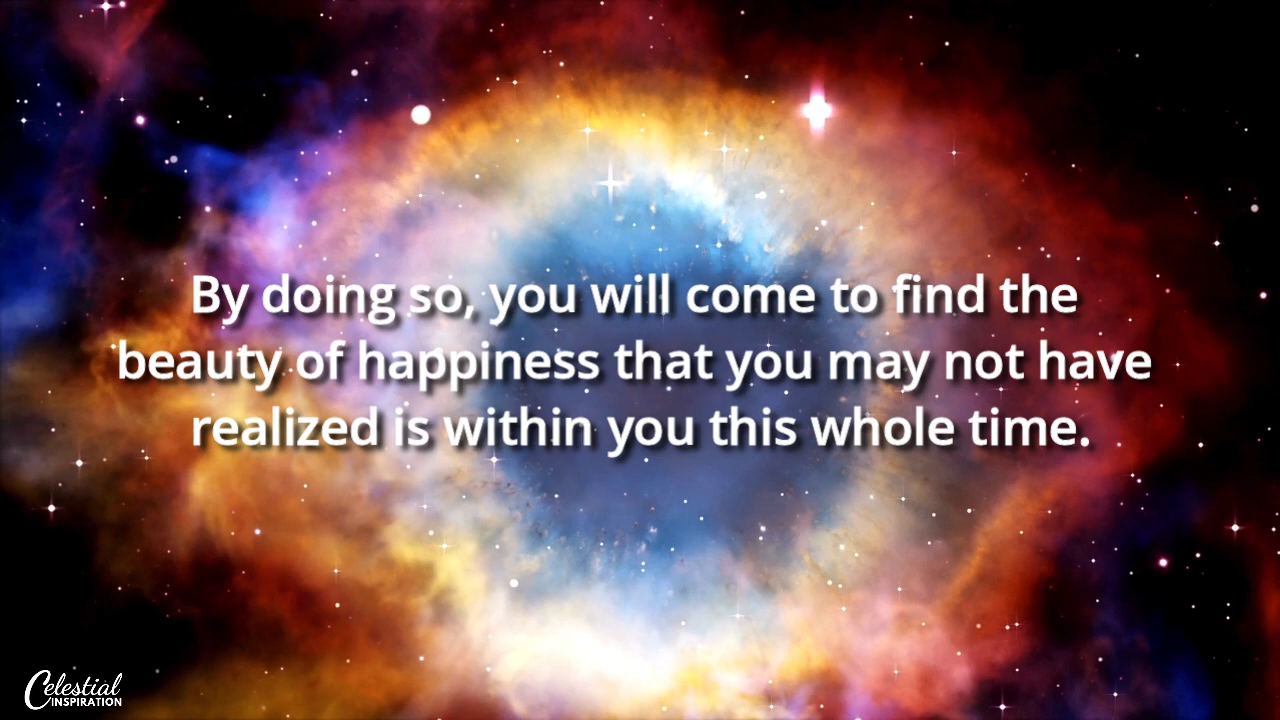 By doing so, you will come to find the
beauty of happiness that you may not have
realized is within you this whole time.
Celestial
INSPIRATION